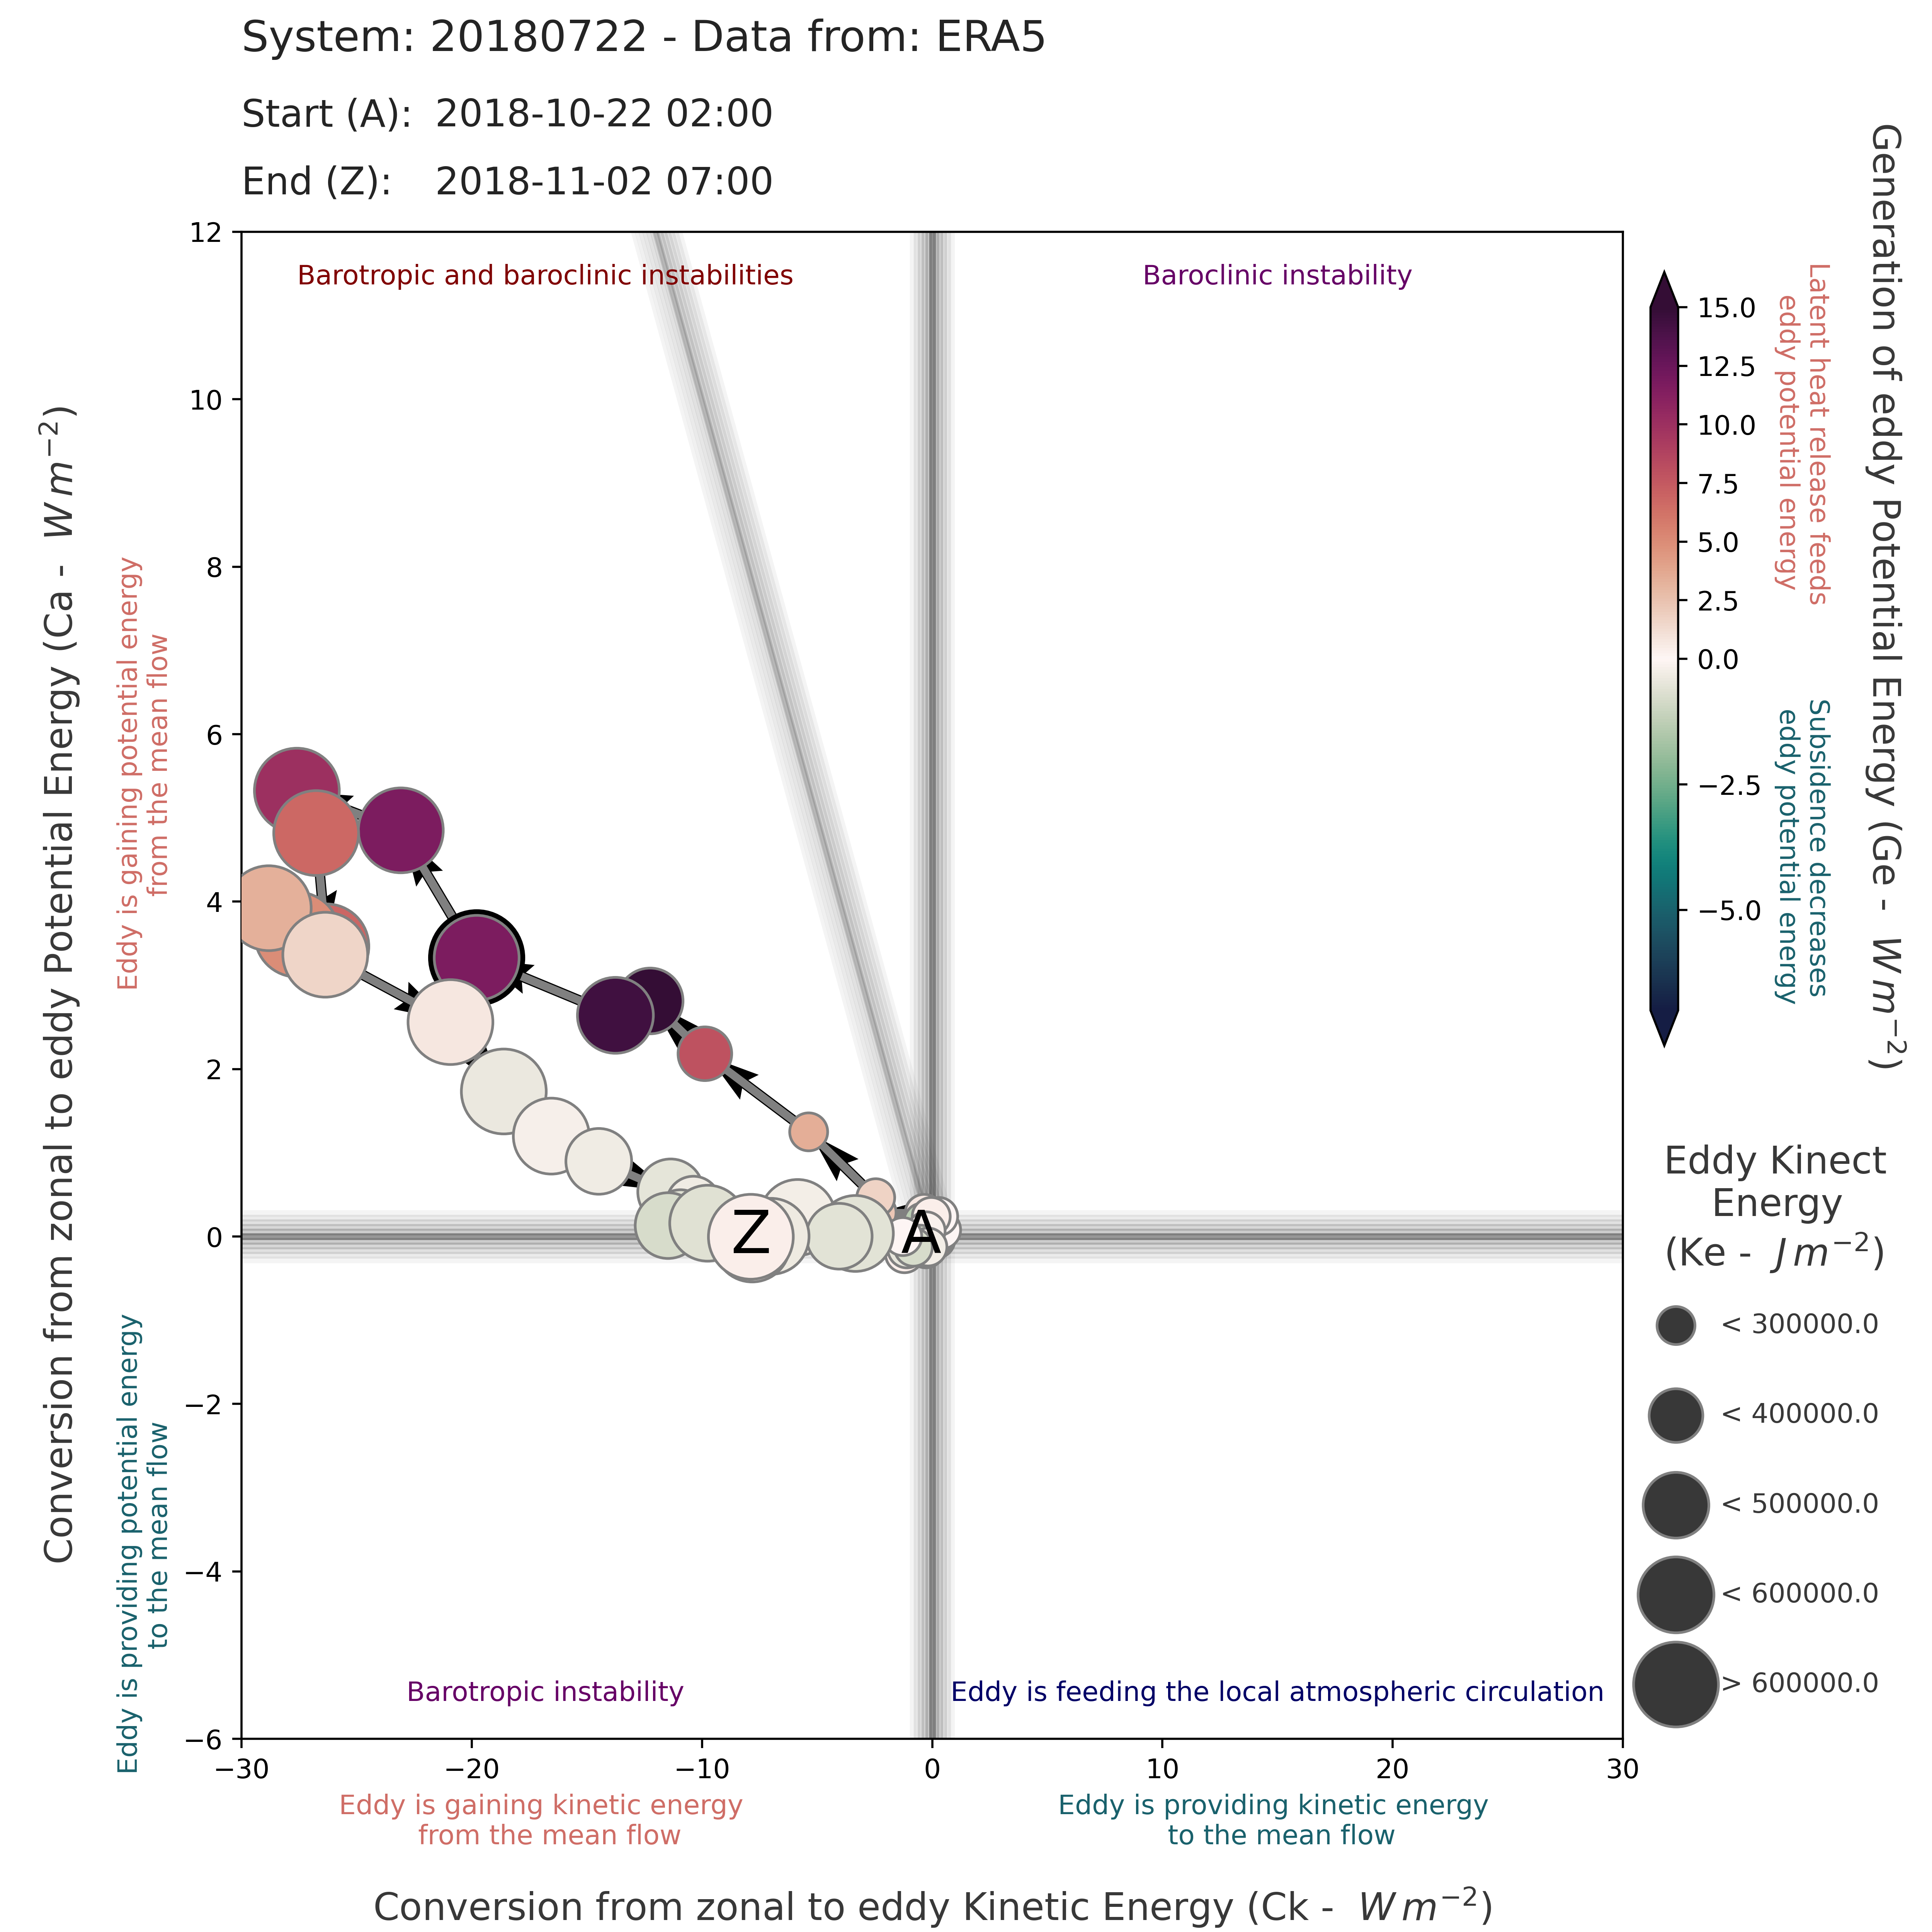 System: 20180722 - Data from: ERA5
Start (A): 2018-10-22 02:00
End (Z): 2018-11-02 07:00
Barotropic and baroclinic instabilities
Baroclinic instability
Barotropic instability
Eddy is feeding the local atmospheric circulation
12
10
8
6
4
2
0
−2
−4
−6
−30
−20
−10
0
10
20
30
Z
A
Conversion from zonal to eddy Potential Energy (Ca - W m⁻²)
Eddy is gaining potential energy
from the mean flow
Eddy is providing potential energy
to the mean flow
Eddy is gaining kinetic energy
from the mean flow
Eddy is providing kinetic energy
to the mean flow
Conversion from zonal to eddy Kinetic Energy (Ck - W m⁻²)
15.0
12.5
10.0
7.5
5.0
2.5
0.0
−2.5
−5.0
Latent heat release feeds
eddy potential energy
Subsidence decreases
eddy potential energy
Generation of eddy Potential Energy (Ge - W m⁻²)
Eddy Kinect
Energy
(Ke - J m⁻²)
< 300000.0
< 400000.0
< 500000.0
< 600000.0
> 600000.0